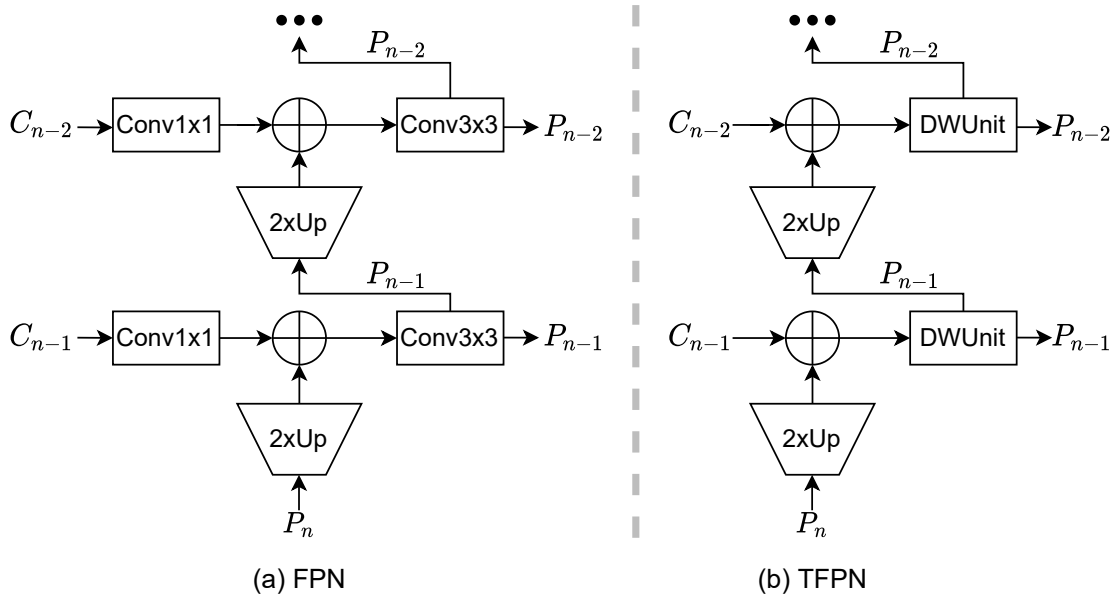 ••• •••
P_{n-2} P_{n-2}
C_{n-2} Conv1x1 Conv3x3 P_{n-2} C_{n-2} DWUnit P_{n-2}
2xUp 2xUp
P_{n-1} P_{n-1}
C_{n-1} Conv1x1 Conv3x3 P_{n-1} C_{n-1} DWUnit P_{n-1}
2xUp 2xUp
P_n P_n
(a) FPN (b) TFPN